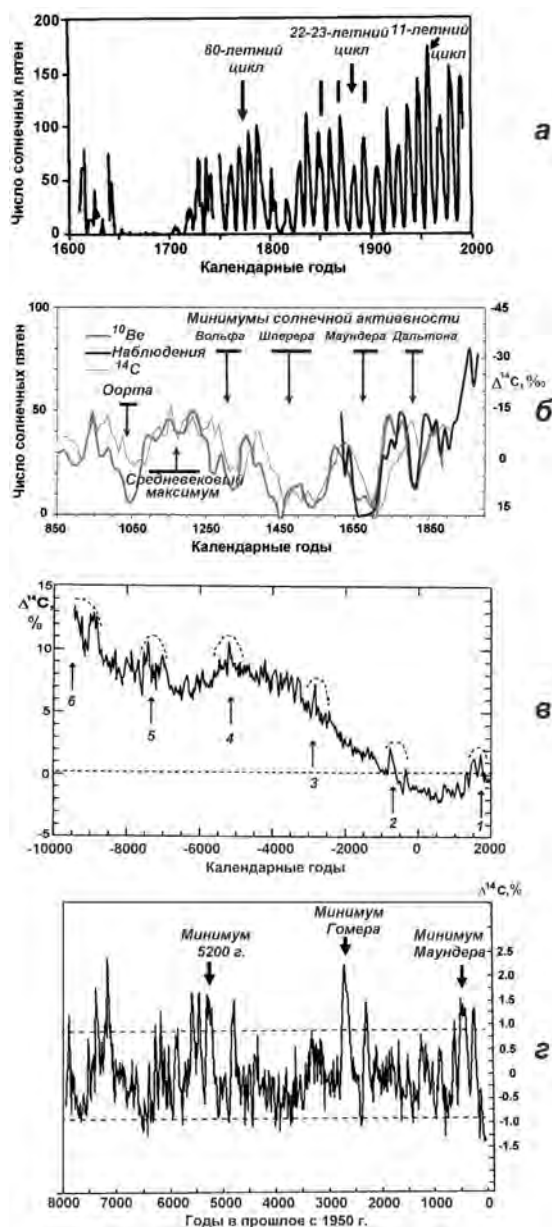 200
150
100
50
0
Число солнечных пятен
80-летний
цикл
22-23-летний
цикл
11-летний
цикл
а
1600 1700 1800 1900 2000
Календарные годы
100
50
0
Число солнечных пятен
Минимумы солнечной активности
¹⁰Be
Наблюдения
¹⁴C
Вольфа Шперера Маундера Дальтона
Оорта
Средневековый
максимум
-45
-30
-15
0
15
Δ¹⁴C, ‰
б
850 1050 1250 1450 1650 1850
Календарные годы
15
Δ¹⁴C,
%
10
5
0
-5
6 5 4 3 2 1
в
-10000 -8000 -6000 -4000 -2000 0 2000
Календарные годы
Δ¹⁴C,%
Минимум
5200 г.
Минимум
Гомера
Минимум
Маундера
2.5
2.0
1.5
1.0
0.5
0
-0.5
-1.0
-1.5
г
8000 7000 6000 5000 4000 3000 2000 1000 0
Годы в прошлое с 1950 г.